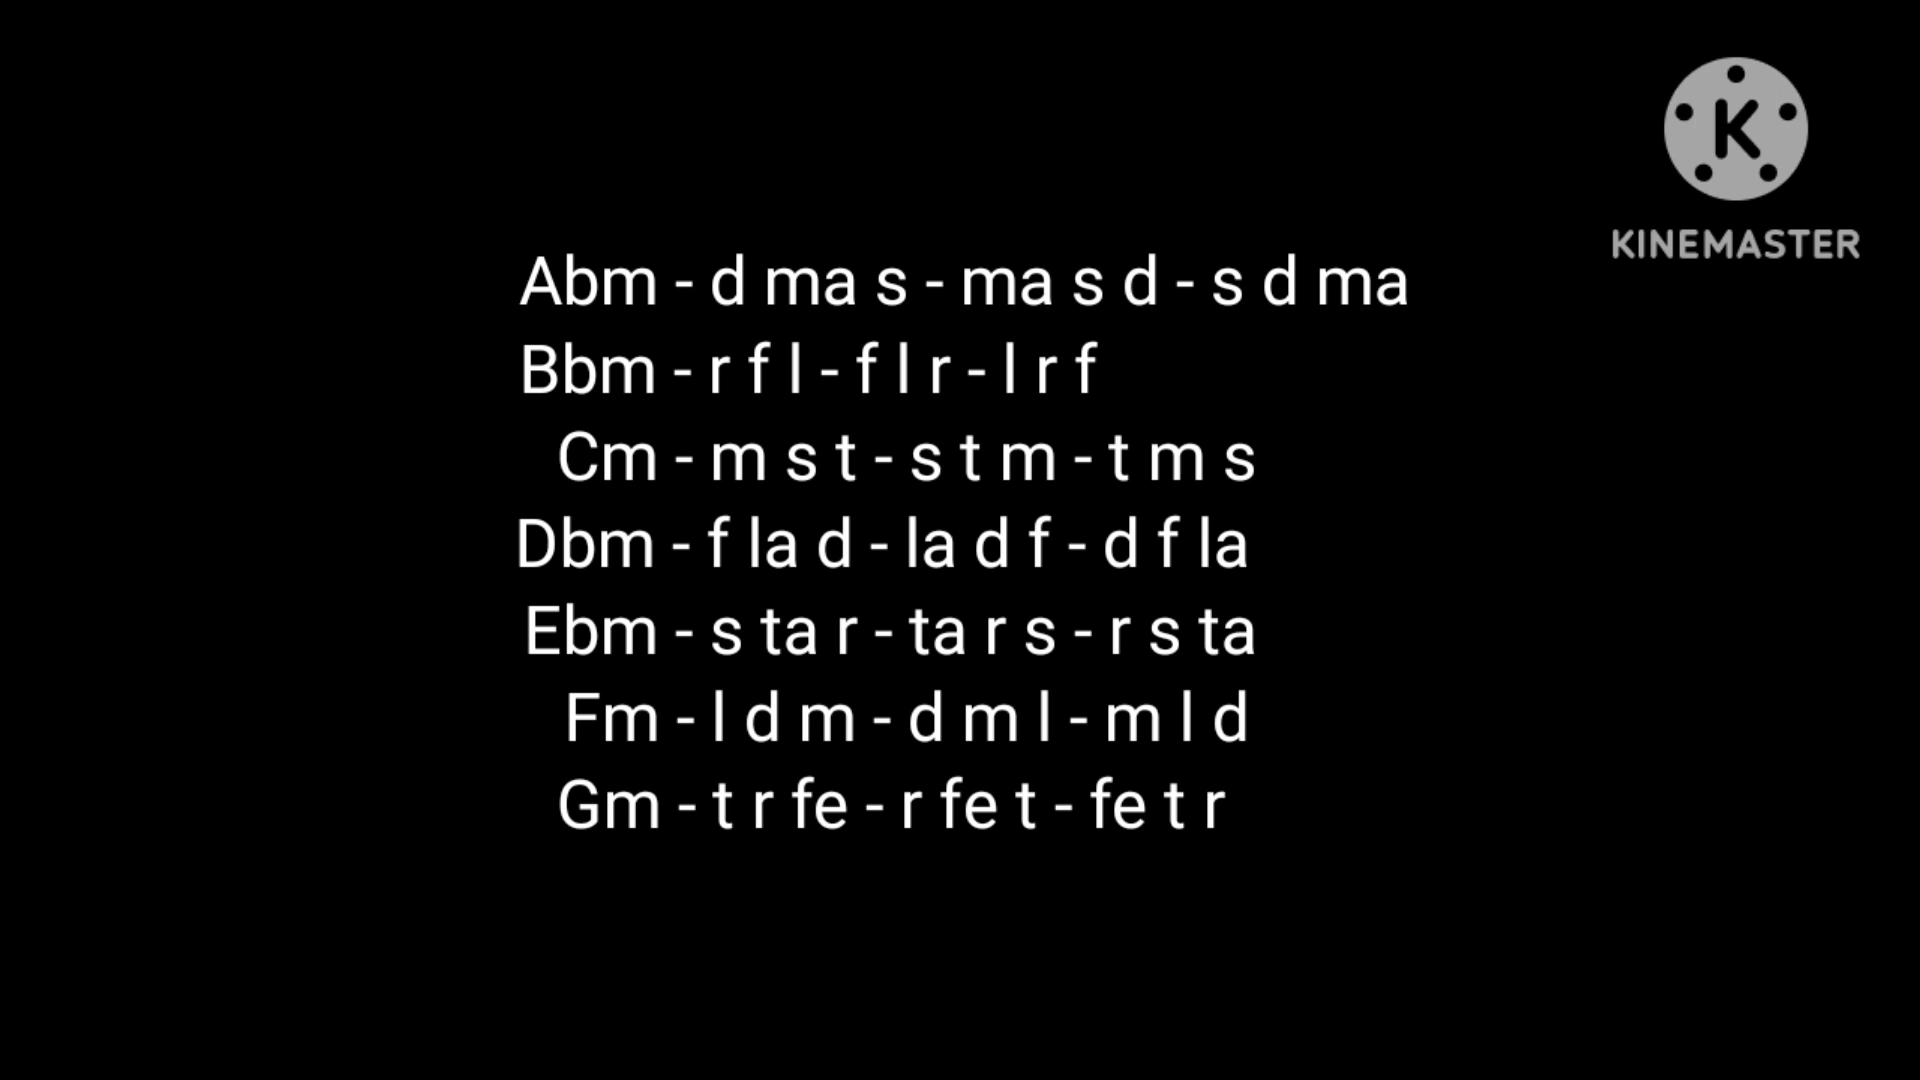 KINEMASTER
Abm - d ma s - ma s d - s d ma
Bbm - r f l - f l r - l r f
Cm - m s t - s t m - t m s
Dbm - f la d - la d f - d f la
Ebm - s ta r - ta r s - r s ta
Fm - l d m - d m l - m l d
Gm - t r fe - r fe t - fe t r